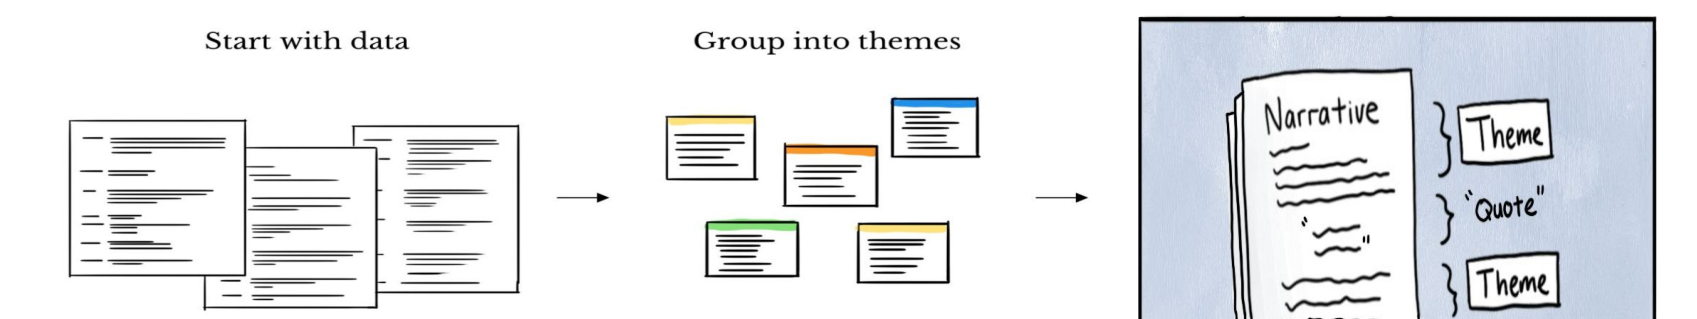 Start with data
Group into themes
Narrative
Theme
"Quote"
Theme